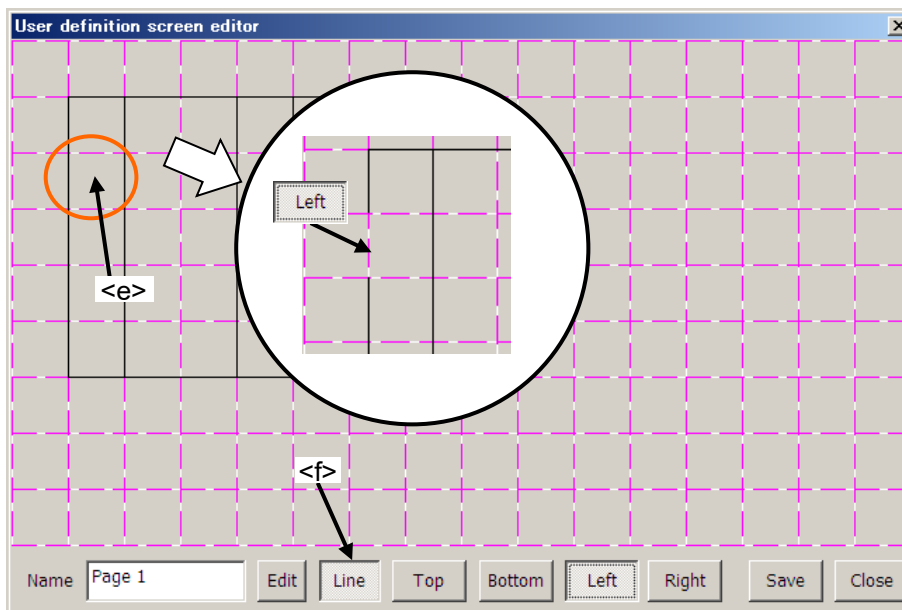 User definition screen editor
Left
<e>
<f>
Name Page 1 Edit Line Top Bottom Left Right Save Close